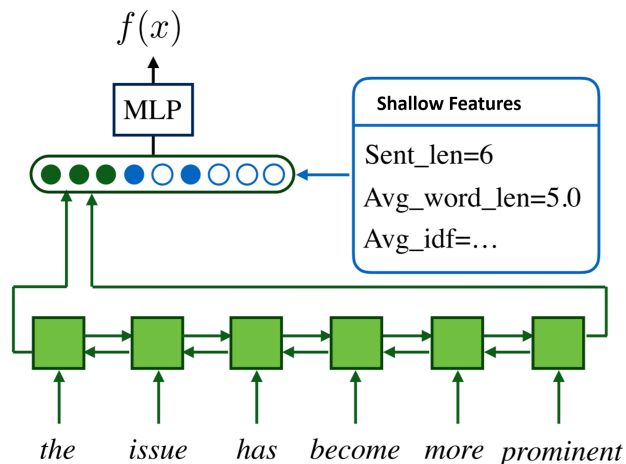 f(x)
MLP
Shallow Features
Sent_len=6
Avg_word_len=5.0
Avg_idf=…
the issue has become more prominent